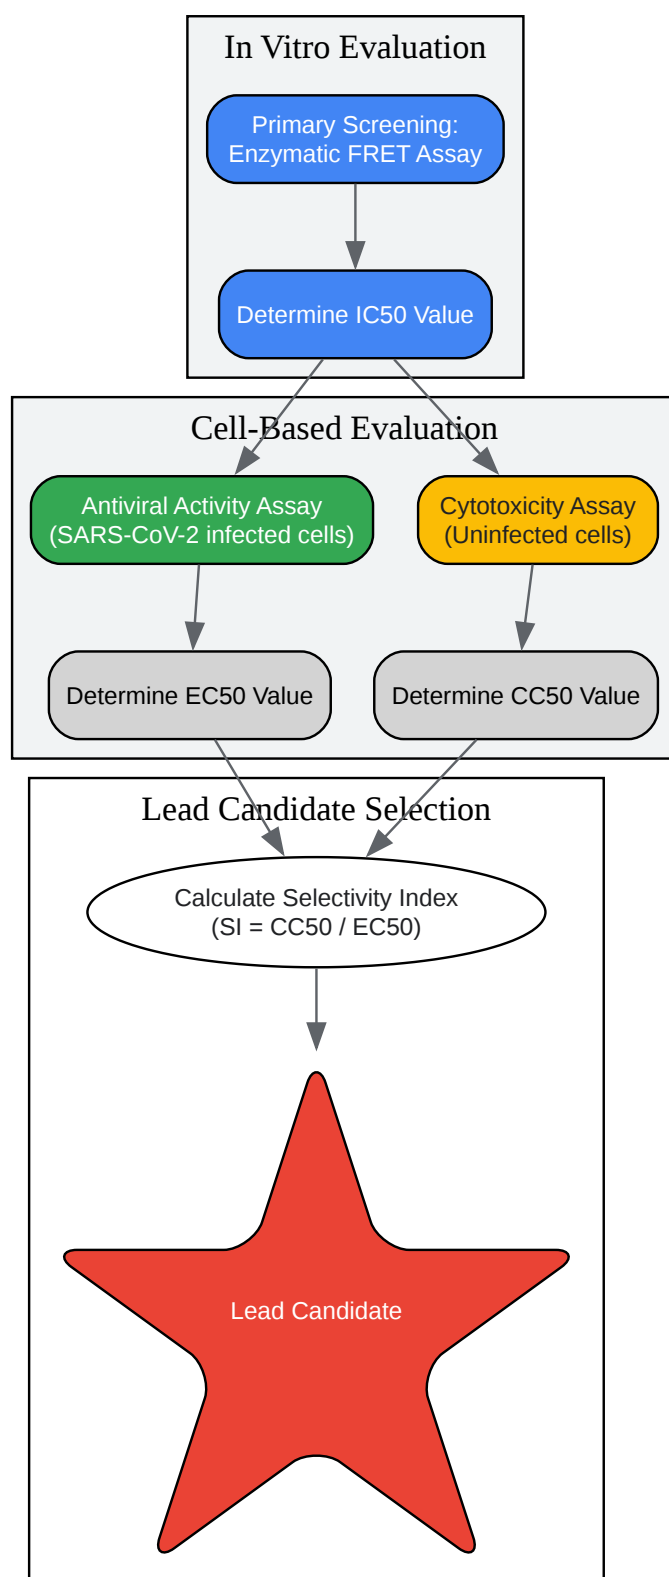 In Vitro Evaluation
Primary Screening:
Enzymatic FRET Assay
Determine IC50 Value
Cell-Based Evaluation
Antiviral Activity Assay
(SARS-CoV-2 infected cells)
Cytotoxicity Assay
(Uninfected cells)
Determine EC50 Value
Determine CC50 Value
Lead Candidate Selection
Calculate Selectivity Index
(SI = CC50 / EC50)
Lead Candidate